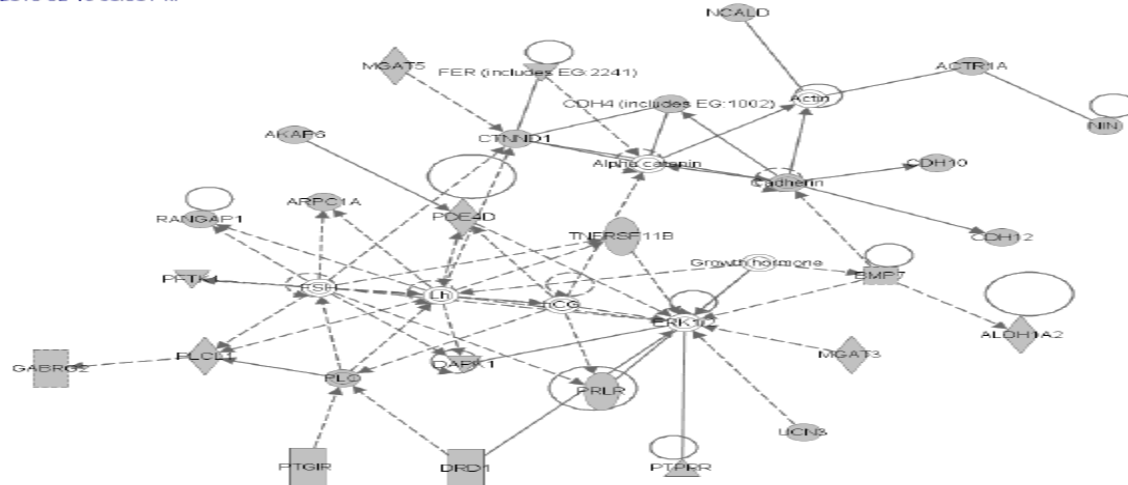 NCALD
MGAT5
FER (includes EG:2241)
ACTR1A
Actin
CDH4 (includes EG:1002)
NIN
AKAP6
CTNND1
Alpha catenin
CDH10
Cadherin
ARPC1A
RANGAP1
PDE4D
TNFRSF11B
CDH12
Growth hormone
BMP7
PFTK1
FSH
Lh
CG
ERK1/2
ALDH1A2
GABRG2
PLCL1
DAPK1
MGAT3
PLC
PRLR
UCN3
PTGIR
DRD1
PTPRR